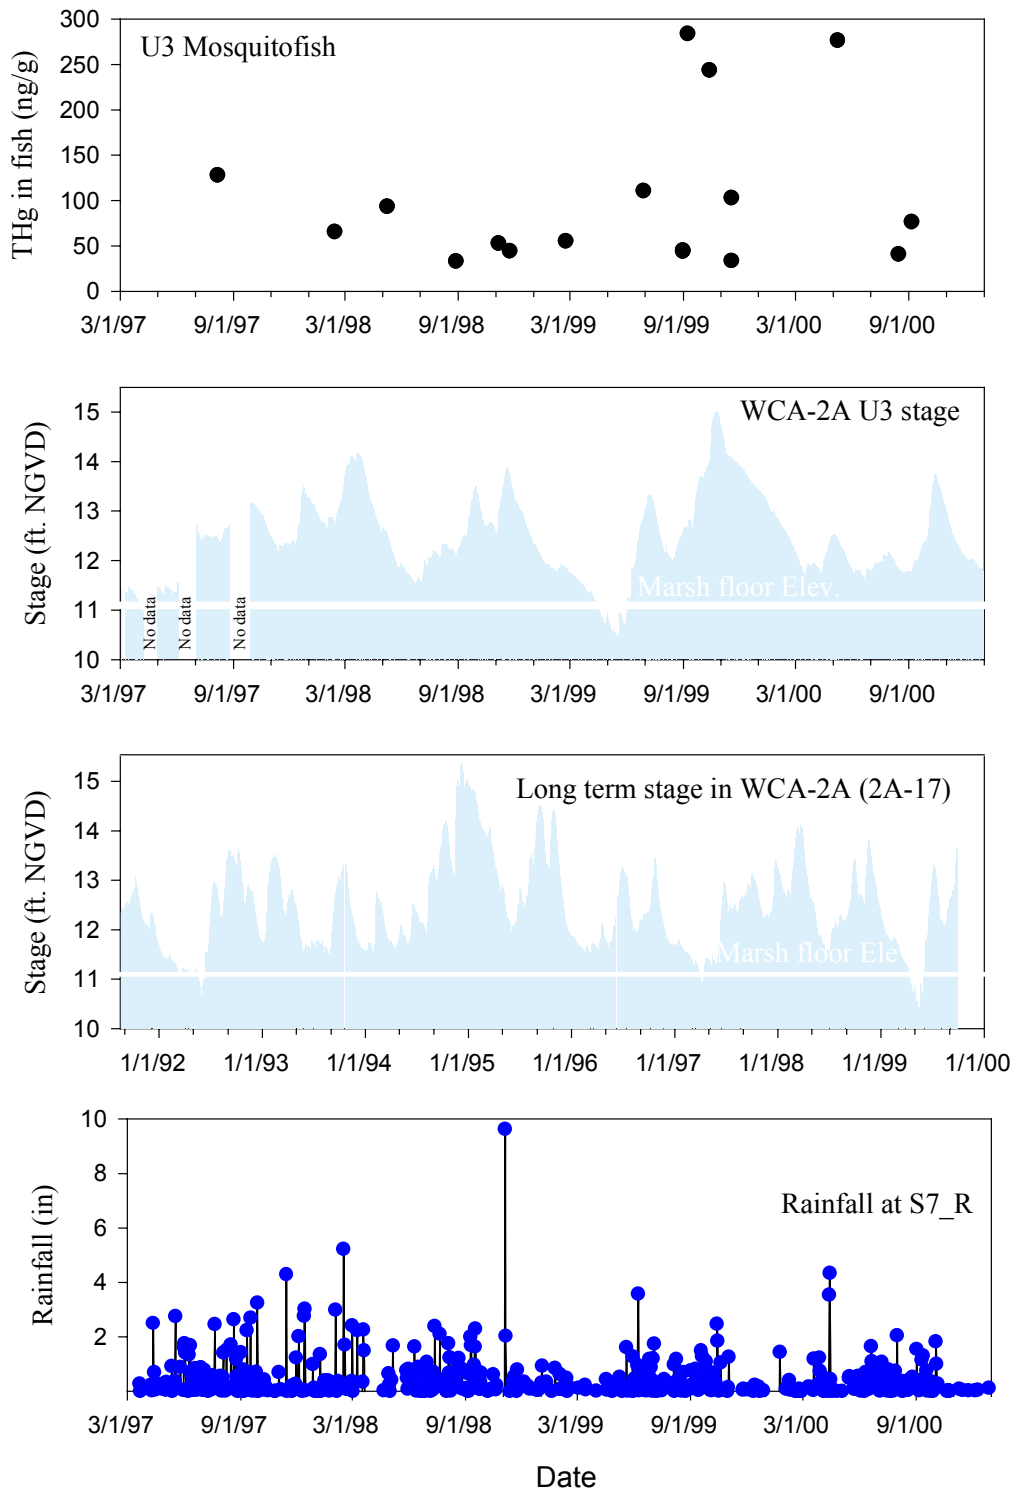 300
U3 Mosquitofish
250
200
150
100
50
0
THg in fish (ng/g)
3/1/97 9/1/97 3/1/98 9/1/98 3/1/99 9/1/99 3/1/00 9/1/00
15
WCA-2A U3 stage
14
13
12
Marsh floor Elev.
11
10
Stage (ft. NGVD)
No data
No data
No data
3/1/97 9/1/97 3/1/98 9/1/98 3/1/99 9/1/99 3/1/00 9/1/00
15
Long term stage in WCA-2A (2A-17)
14
13
12
Marsh floor Ele
11
10
Stage (ft. NGVD)
1/1/92 1/1/93 1/1/94 1/1/95 1/1/96 1/1/97 1/1/98 1/1/99 1/1/00
10
8
Rainfall at S7_R
6
4
2
Rainfall (in)
3/1/97 9/1/97 3/1/98 9/1/98 3/1/99 9/1/99 3/1/00 9/1/00
Date